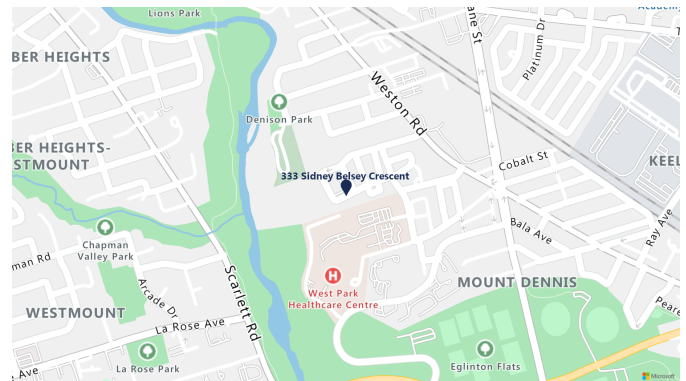 Lions Park
BER HEIGHTS
Platinum Dr
Weston Rd
Denison Park
BER HEIGHTS-
STMOUNT
Cobalt St
KEEL
333 Sidney Belsey Crescent
Ray Ave
Bala Ave
Chapman
Valley Park
man Rd
Scarlett Rd
Arcade Dr
West Park
Healthcare Centre
H
MOUNT DENNIS
WESTMOUNT
La Rose Ave
Peare
La Rose Park
e Ave
Eglinton Flats
Microsoft